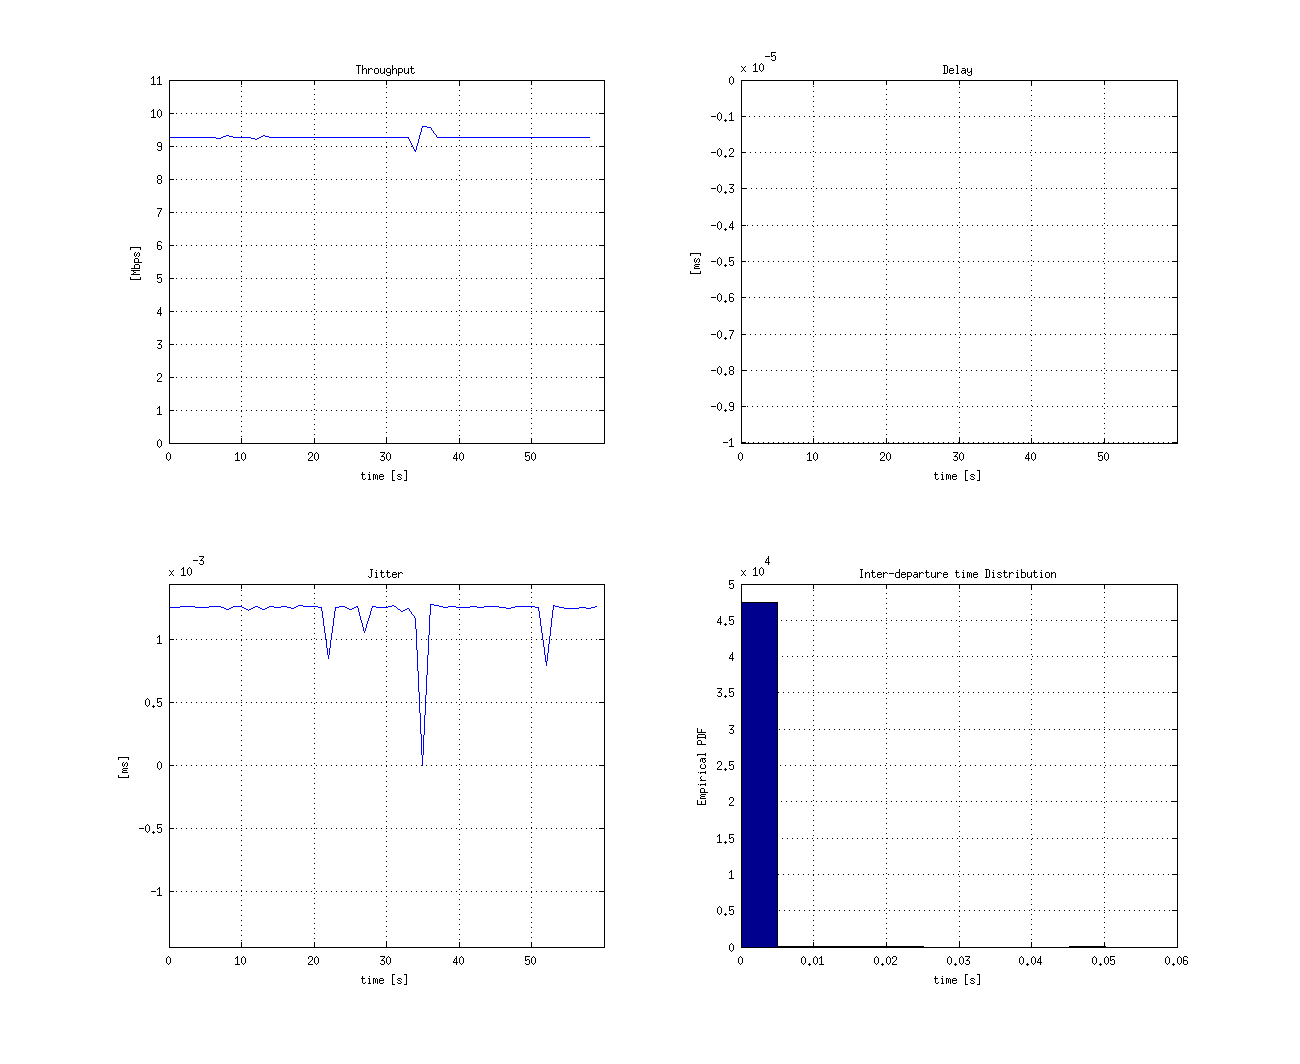 Throughput
11
10
9
8
7
6
5
4
3
2
1
0
[Mbps]
0 10 20 30 40 50
time [s]
x 10^-5
Delay
0
-0.1
-0.2
-0.3
-0.4
-0.5
-0.6
-0.7
-0.8
-0.9
-1
[ms]
0 10 20 30 40 50
time [s]
x 10^-3
Jitter
1
0.5
0
-0.5
-1
[ms]
0 10 20 30 40 50
time [s]
x 10^4
Inter-departure time Distribution
5
4.5
4
3.5
3
2.5
2
1.5
1
0.5
0
Empirical PDF
0 0.01 0.02 0.03 0.04 0.05 0.06
time [s]